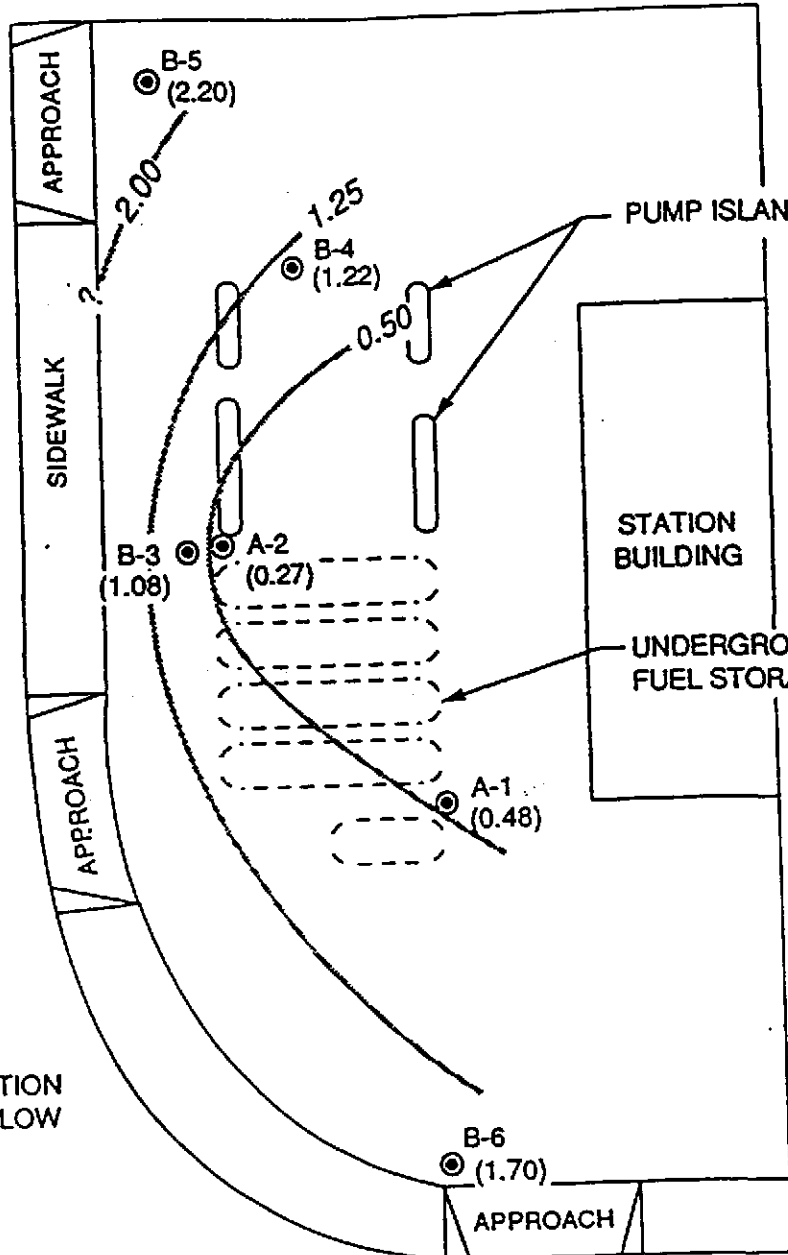 B-5
(2.20)
APPROACH
2.00
?
1.25
B-4
(1.22)
PUMP ISLAN
0.50
SIDEWALK
B-3
(1.08)
A-2
(0.27)
STATION
BUILDING
UNDERGRO
FUEL STORA
A-1
(0.48)
APPROACH
TION
LOW
B-6
(1.70)
APPROACH